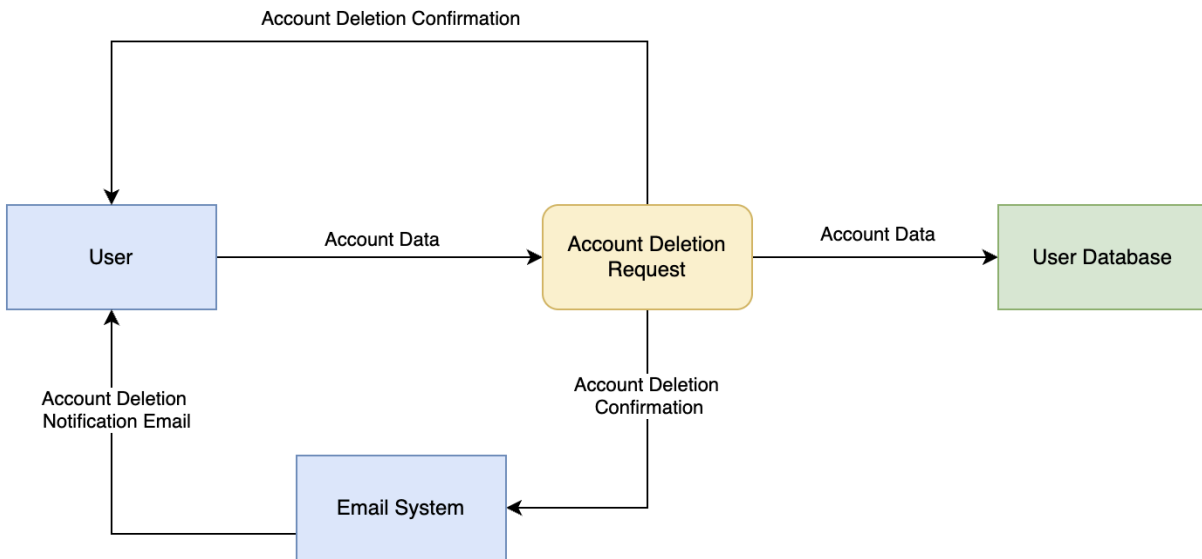 Account Deletion Confirmation
User
Account Data
Account Deletion
Request
Account Data
User Database
Account Deletion
Notification Email
Account Deletion
Confirmation
Email System